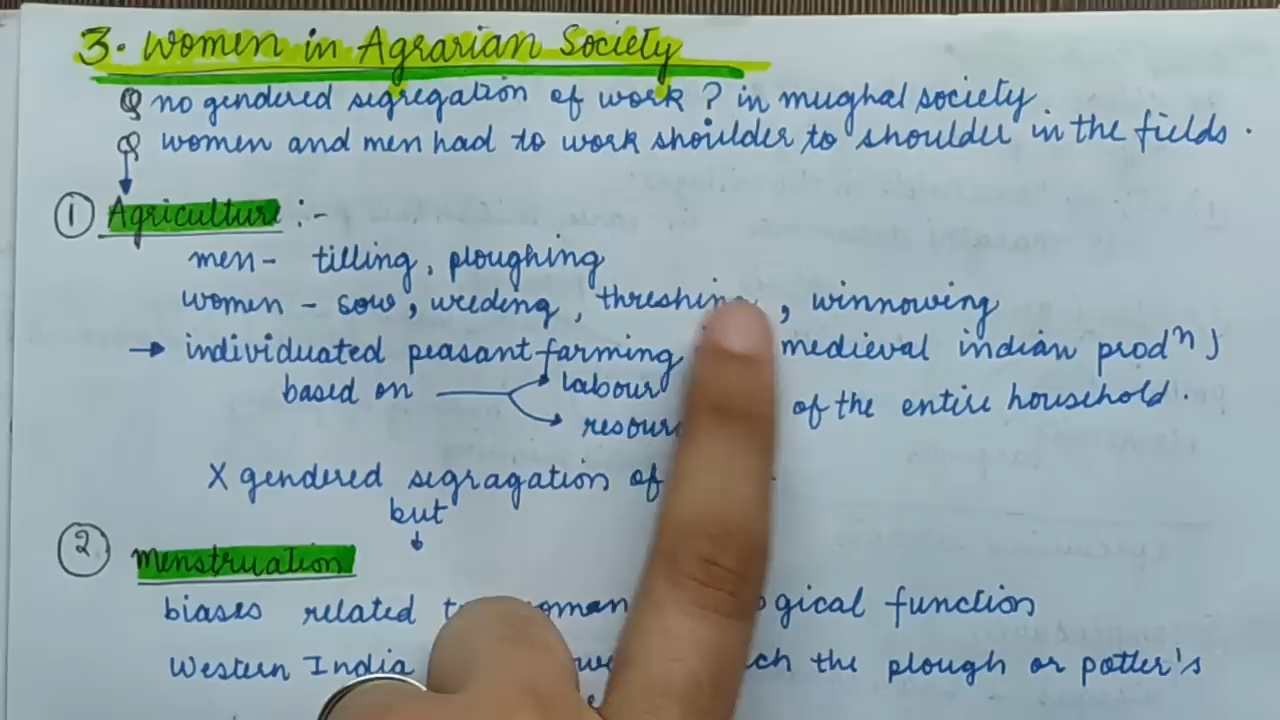 3. Women in Agrarian Society
Q no gendered segregation of work ? in mughal society.
Q women and men had to work shoulder to shoulder in the fields.
① Agriculture :-
men - tilling, ploughing
women - sow, weeding, threshing, winnowing
→ individuated peasant farming medieval indian prodⁿ)
based on labour
of the entire household.
X gendered segragation of
but
② Menstruation
biases related function
Western India the plough or potter's